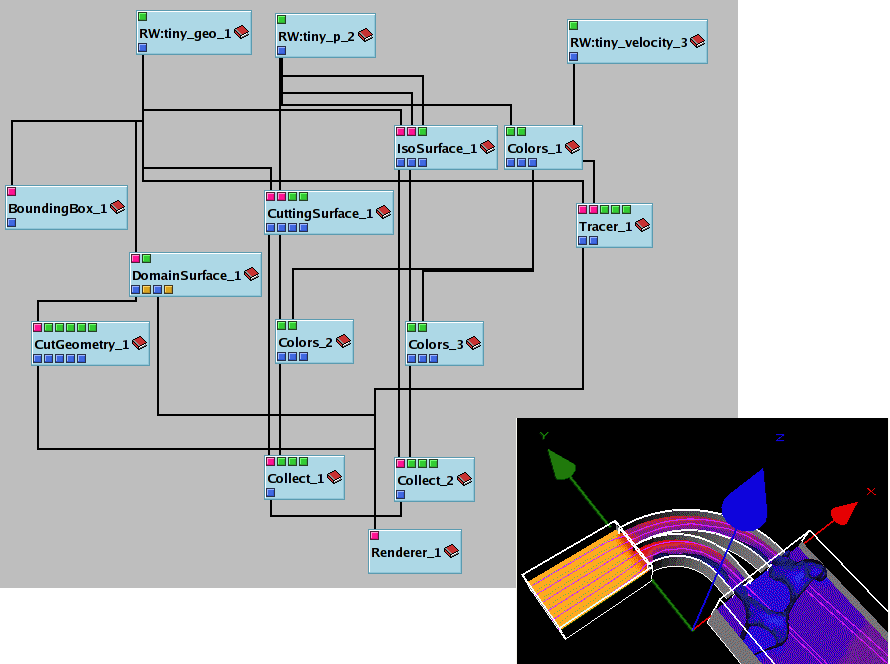 RW:tiny_geo_1
RW:tiny_p_2
RW:tiny_velocity_3
IsoSurface_1
Colors_1
BoundingBox_1
CuttingSurface_1
Tracer_1
DomainSurface_1
CutGeometry_1
Colors_2
Colors_3
Collect_1
Collect_2
Renderer_1
Y
Z
X